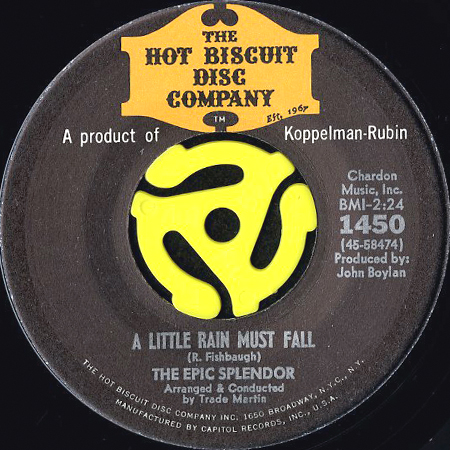 THE
HOT BISCUIT
DISC
COMPANY
Est. 1967
TM
A product of Koppelman-Rubin
Chardon
Music, Inc.
BMI-2:24
1450
(45-58474)
Produced by:
John Boylan
A LITTLE RAIN MUST FALL
(R. Fishbaugh)
THE EPIC SPLENDOR
Arranged & Conducted
by Trade Martin
THE HOT BISCUIT DISC COMPANY INC. 1650 BROADWAY, N.Y.C., N.Y.
MANUFACTURED BY CAPITOL RECORDS, INC., U.S.A.